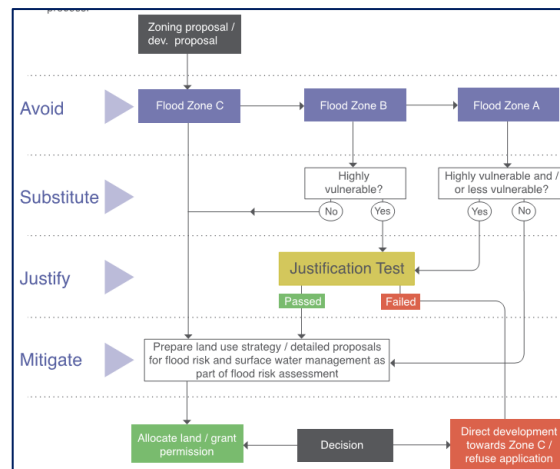 Zoning proposal /
dev. proposal
Avoid
Flood Zone C
Flood Zone B
Flood Zone A
Substitute
Highly
vulnerable?
Highly vulnerable and /
or less vulnerable?
No
Yes
Yes
No
Justify
Justification Test
Passed
Failed
Mitigate
Prepare land use strategy / detailed proposals
for flood risk and surface water management as
part of flood risk assessment
Allocate land / grant
permission
Decision
Direct development
towards Zone C /
refuse application